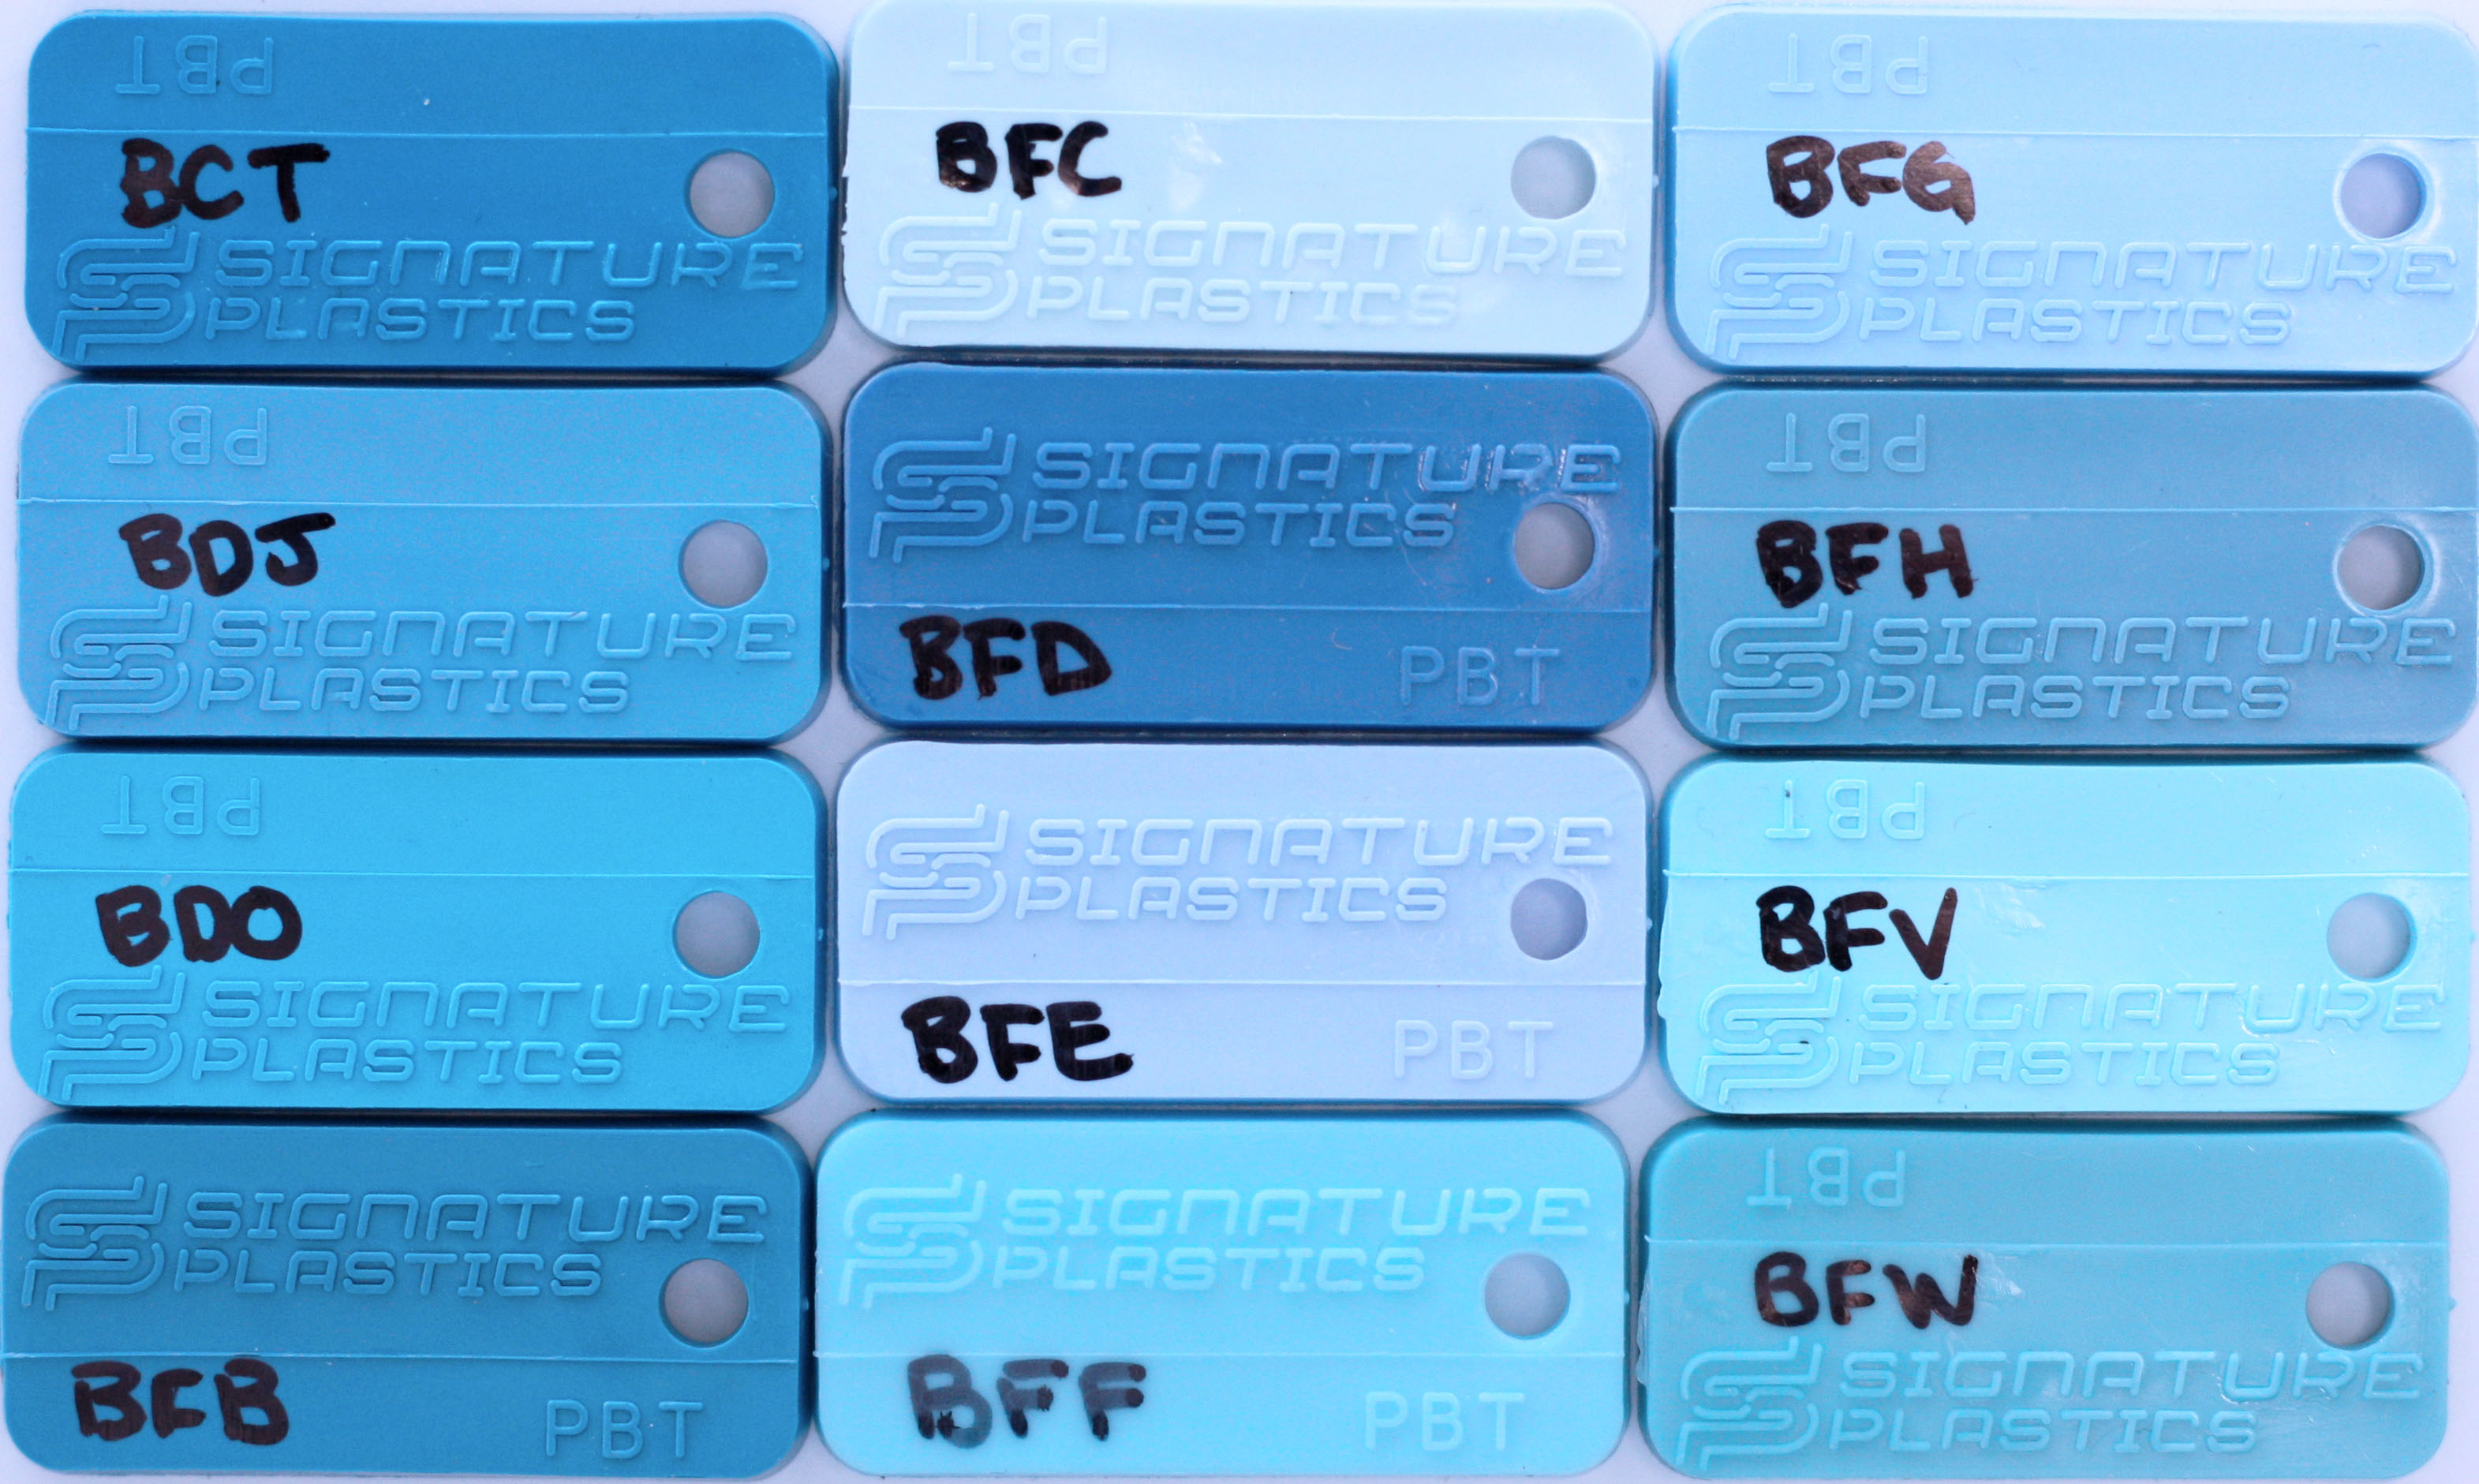 PBT
BCT
SIGNATURE
PLASTICS
PBT
BFC
SIGNATURE
PLASTICS
PBT
BFG
SIGNATURE
PLASTICS
PBT
BDJ
SIGNATURE
PLASTICS
SIGNATURE
PLASTICS
BFD PBT
PBT
BFH
SIGNATURE
PLASTICS
PBT
BDO
SIGNATURE
PLASTICS
SIGNATURE
PLASTICS
BFE PBT
PBT
BFV
SIGNATURE
PLASTICS
SIGNATURE
PLASTICS
BFB PBT
SIGNATURE
PLASTICS
BFF PBT
PBT
BFW
SIGNATURE
PLASTICS